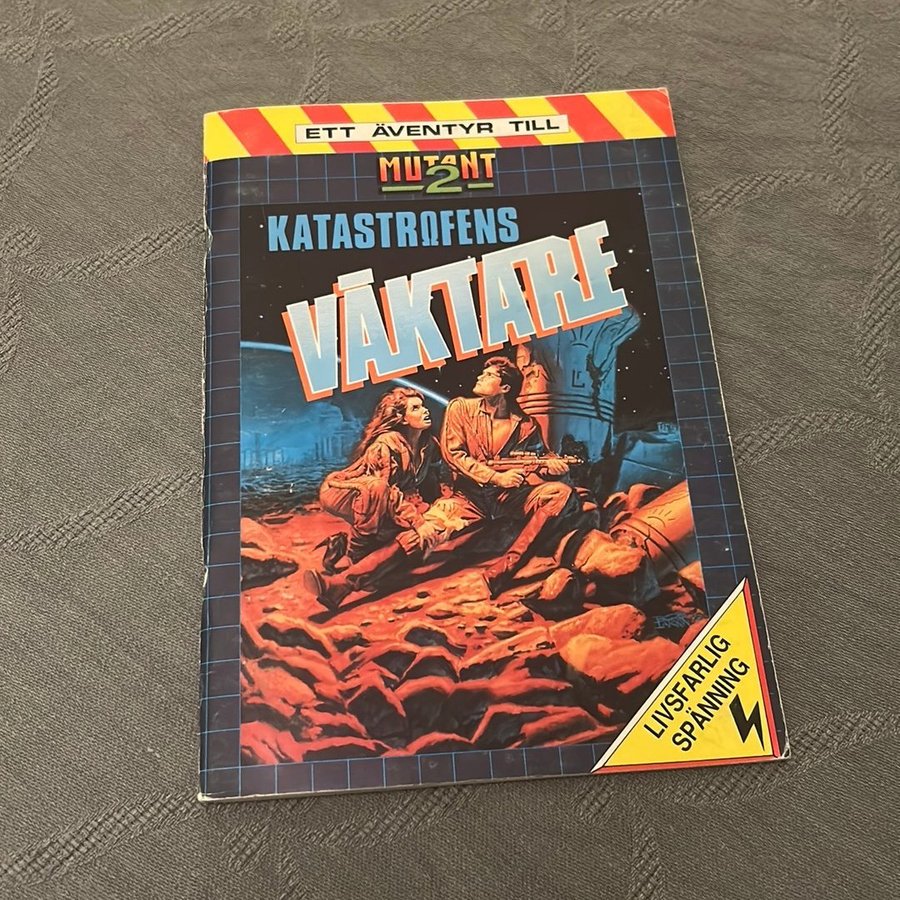 ETT ÄVENTYR TILL
MUTANT
2
KATASTROFENS
VÄKTARE
LIVSFARLIG
SPÄNNING